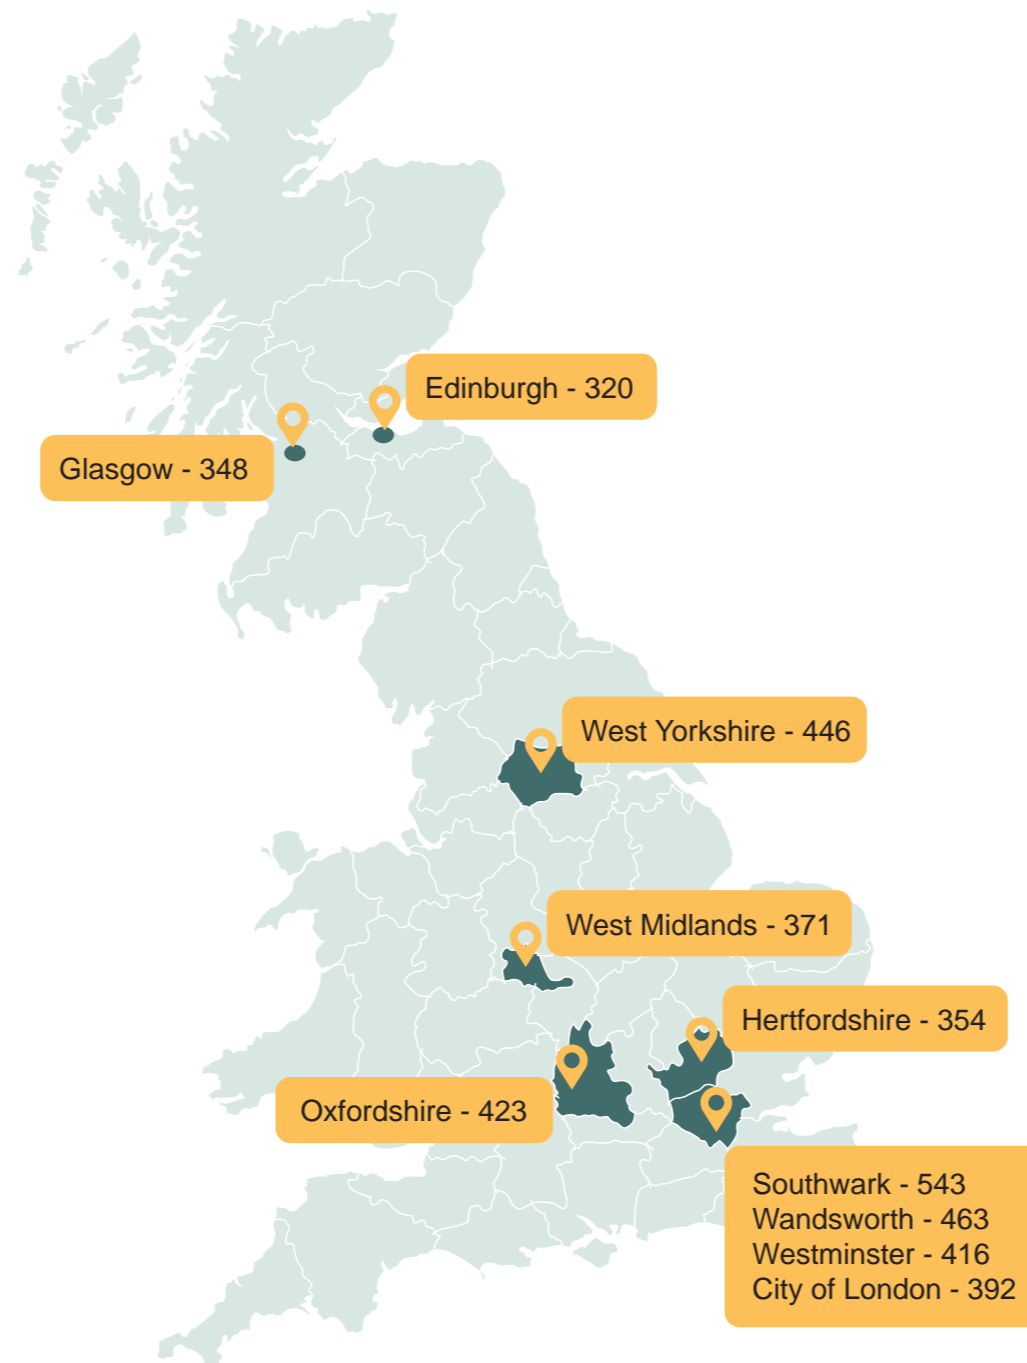 Edinburgh - 320
Glasgow - 348
West Yorkshire - 446
West Midlands - 371
Hertfordshire - 354
Oxfordshire - 423
Southwark - 543
Wandsworth - 463
Westminster - 416
City of London - 392